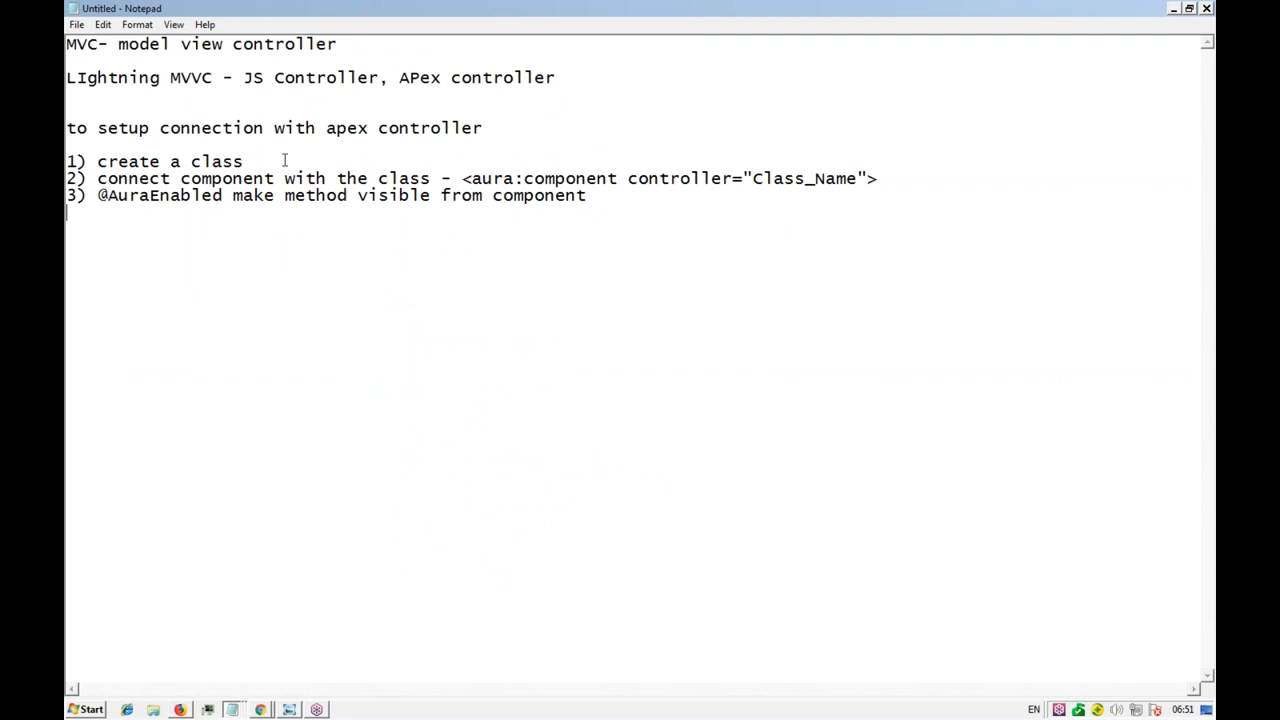 Untitled - Notepad
File Edit Format View Help
MVC- model view controller
LIghtning MVVC - JS Controller, APex controller
to setup connection with apex controller
1) create a class
2) connect component with the class - <aura:component controller="Class_Name">
3) @AuraEnabled make method visible from component
Start
EN
06:51